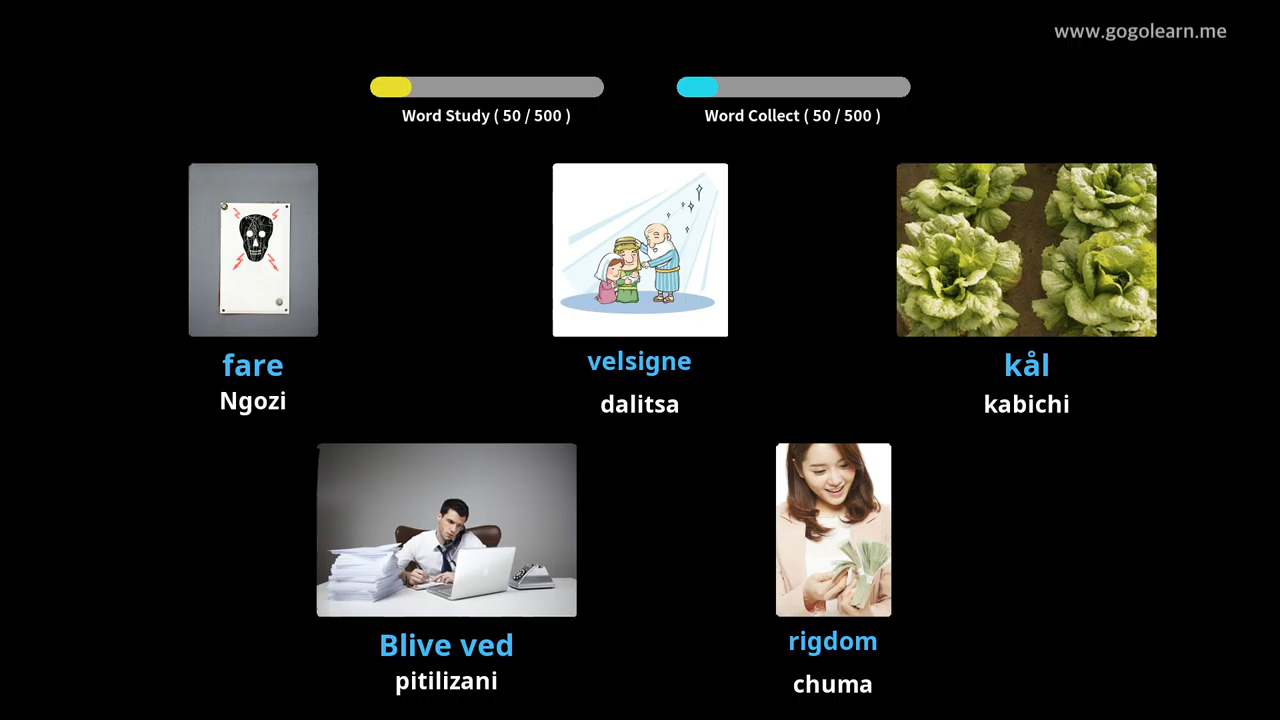 www.gogolearn.me
Word Study ( 50 / 500 )
Word Collect ( 50 / 500 )
fare
Ngozi
velsigne
dalitsa
kål
kabichi
Blive ved
pitilizani
rigdom
chuma